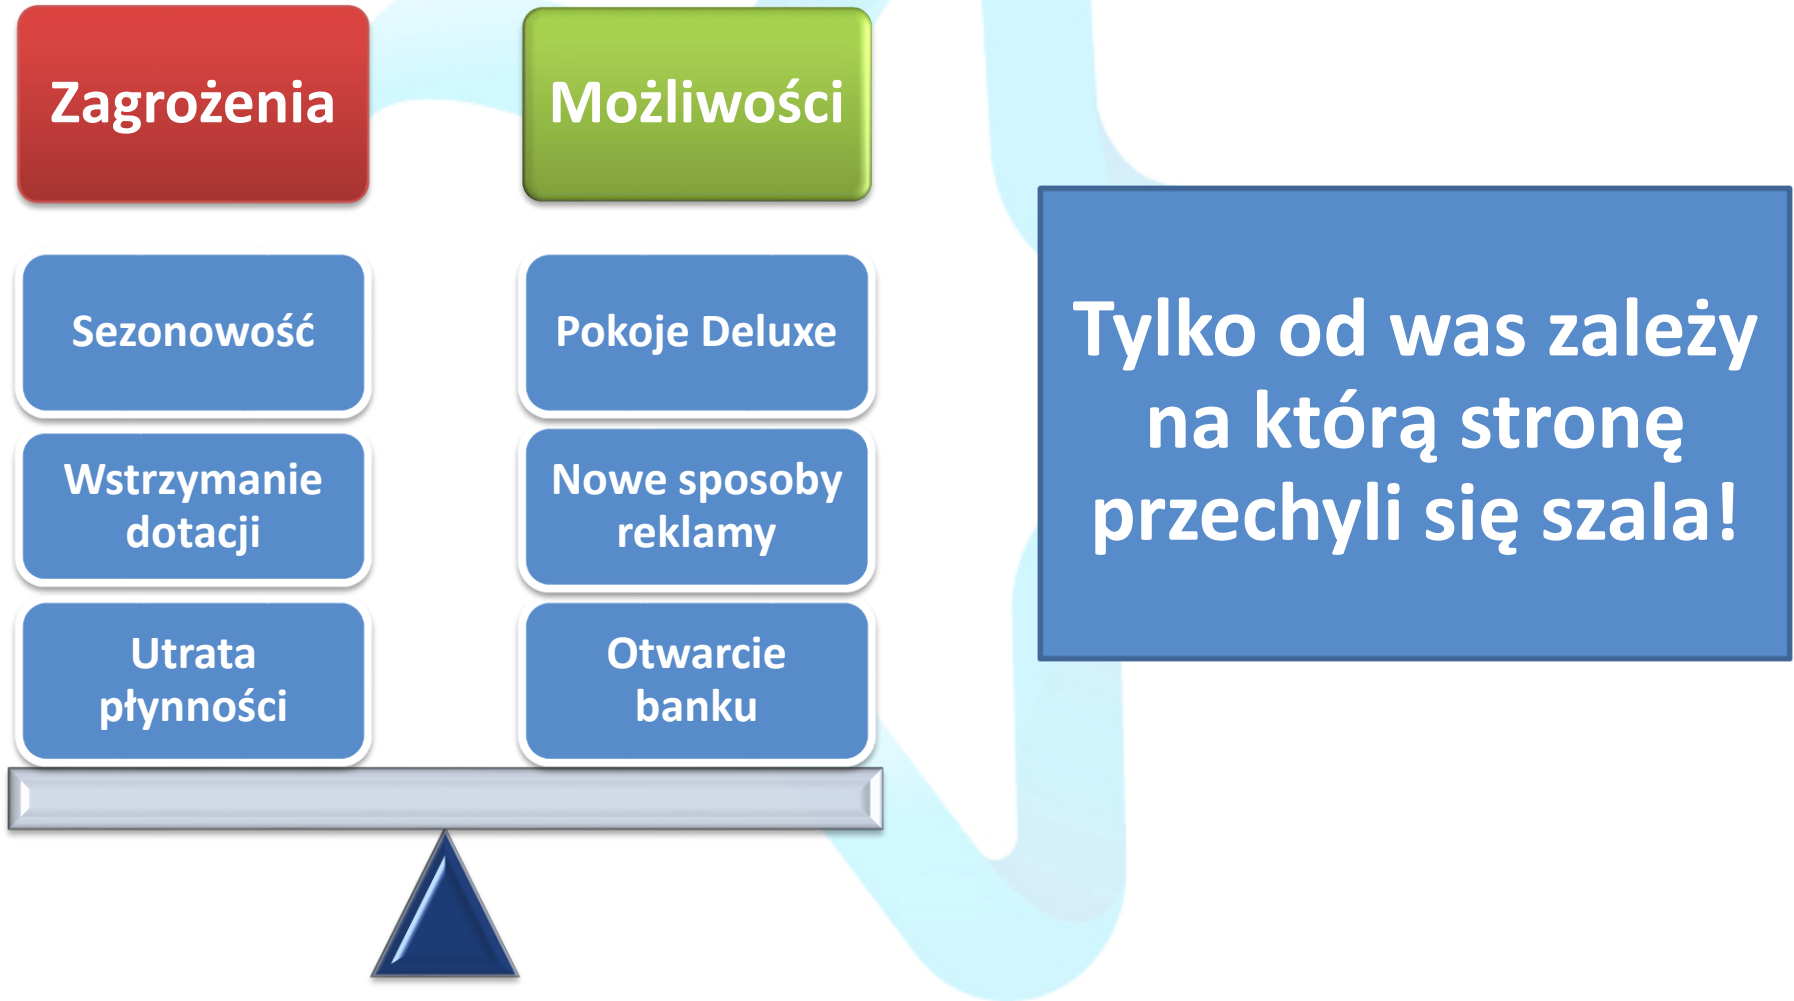 Zagrożenia
Sezonowość
Wstrzymanie
dotacji
Utrata
płynności
Możliwości
Pokoje Deluxe
Nowe sposoby
reklamy
Otwarcie
banku
Tylko od was zależy
na którą stronę
przechyli się szala!